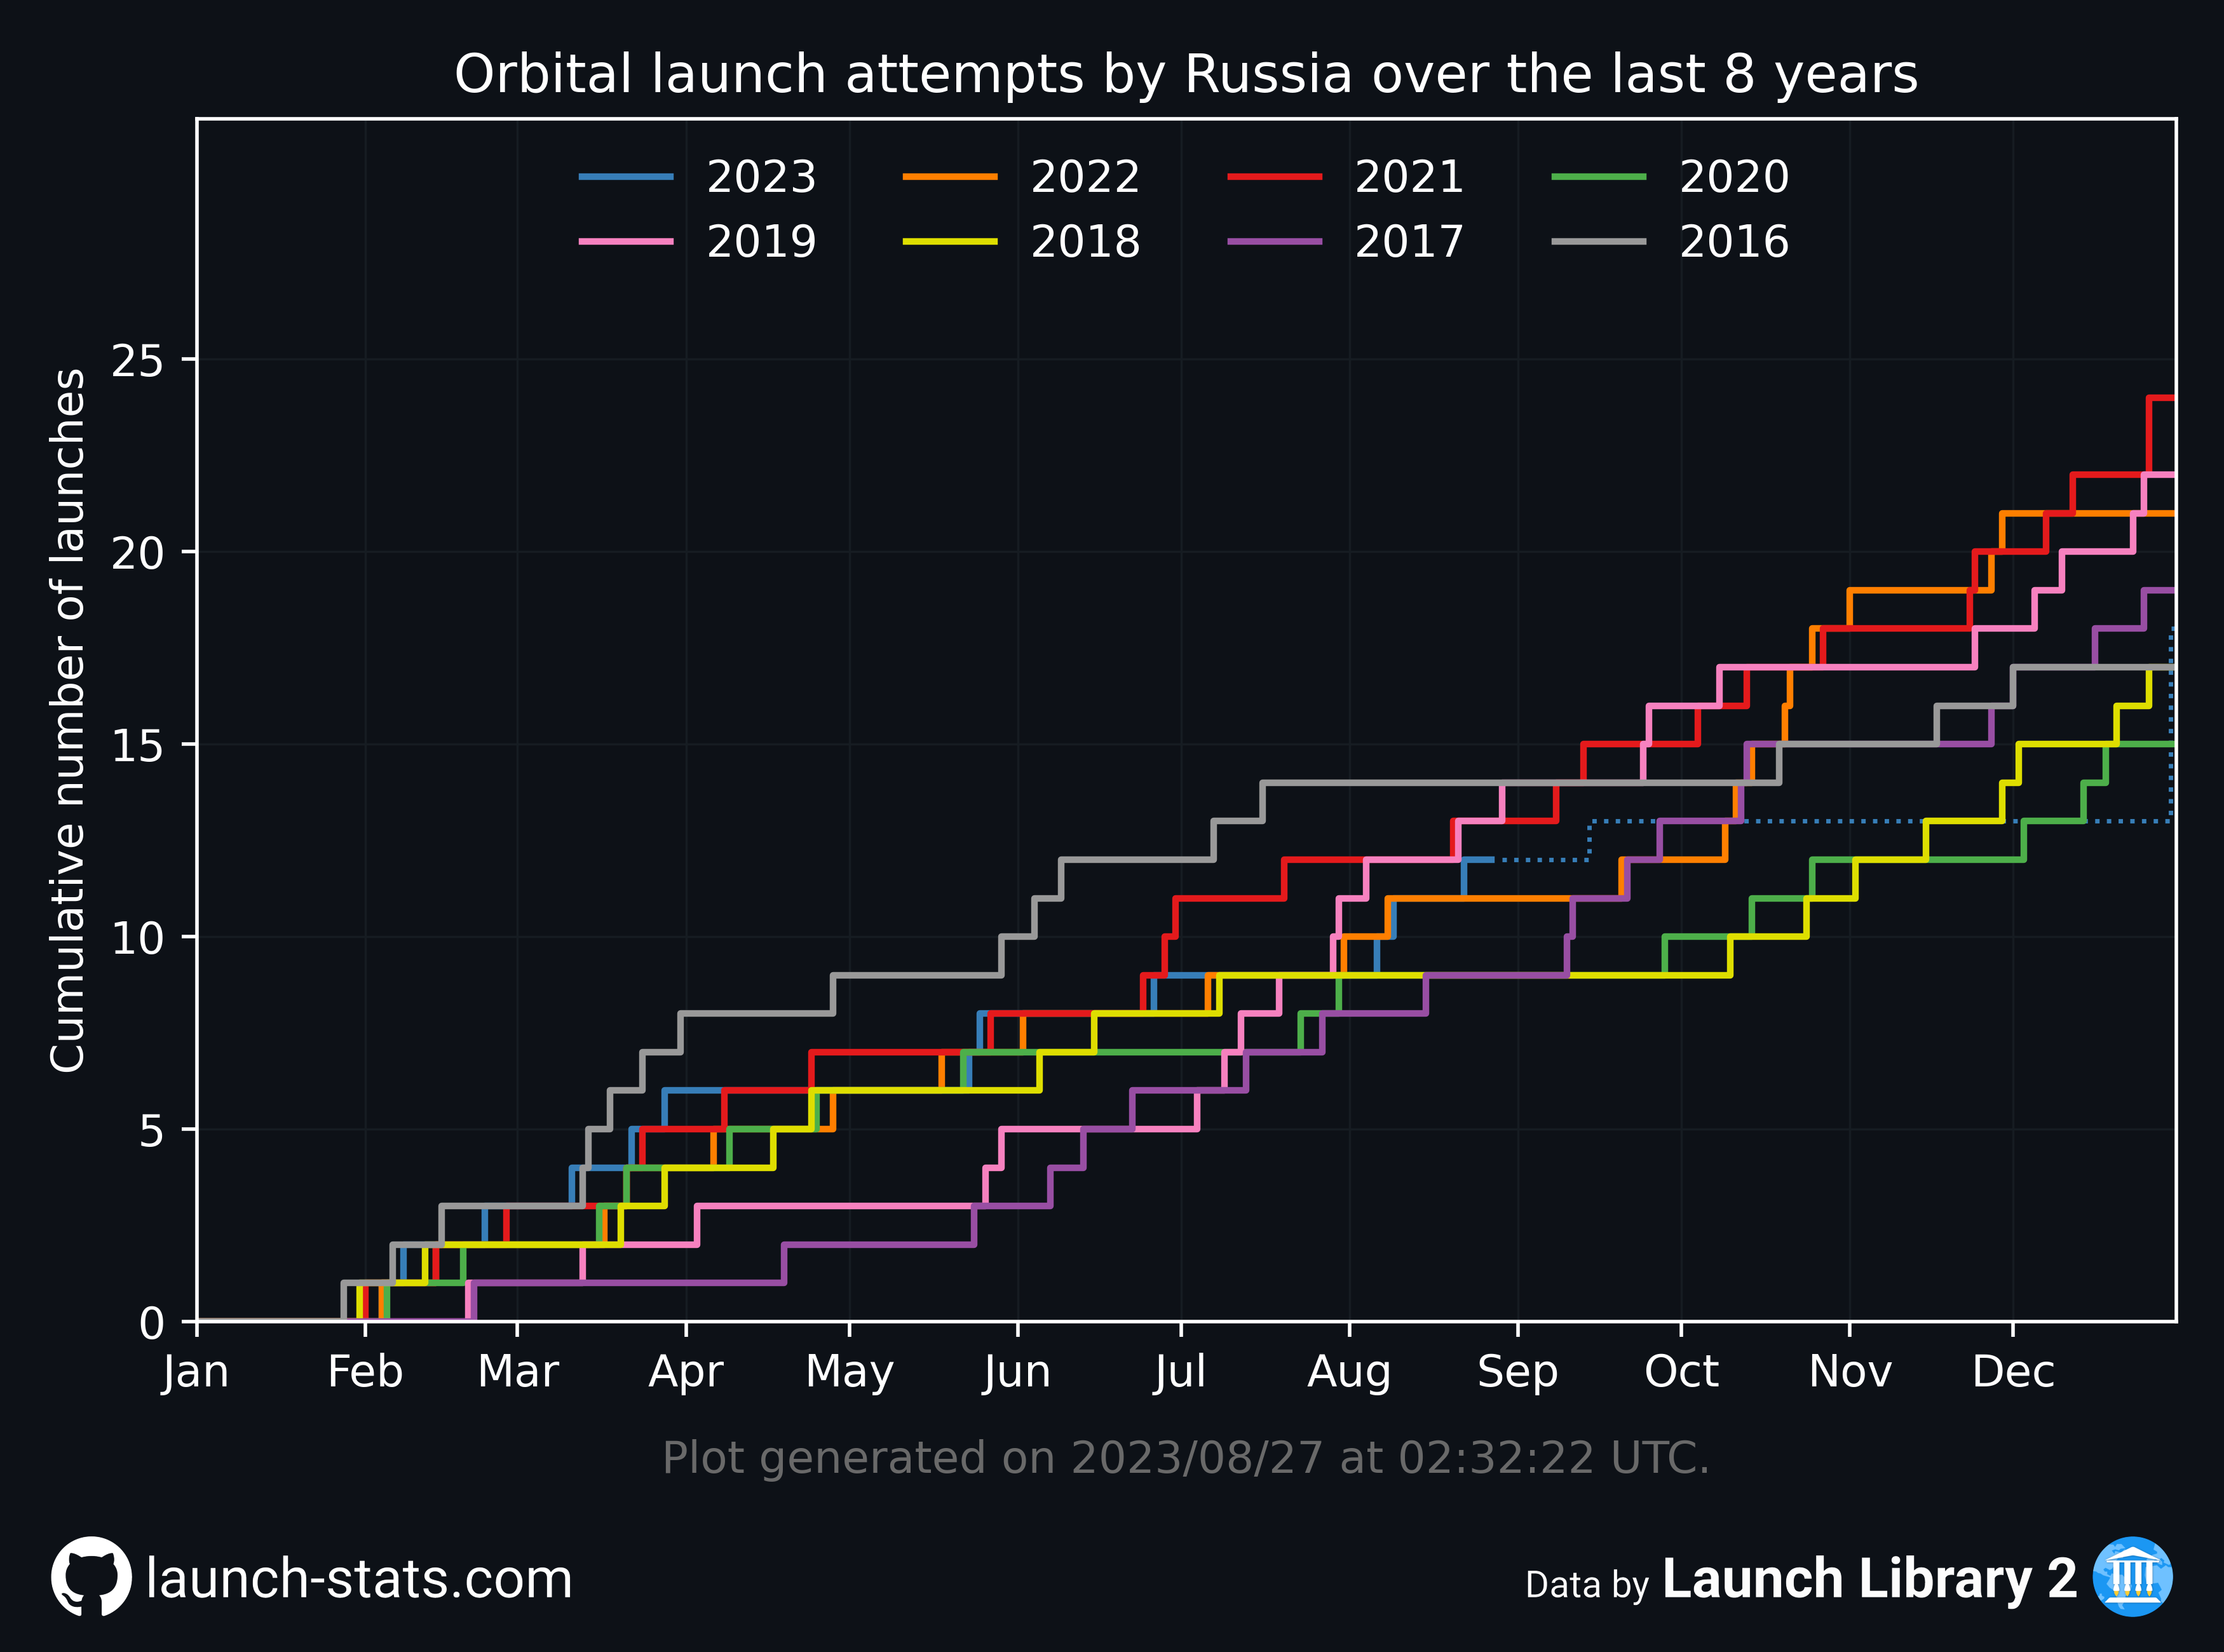 Orbital launch attempts by Russia over the last 8 years
2023 2022 2021 2020
2019 2018 2017 2016
Cumulative number of launches
25
20
15
10
5
0
Jan Feb Mar Apr May Jun Jul Aug Sep Oct Nov Dec
Plot generated on 2023/08/27 at 02:32:22 UTC.
launch-stats.com
Data by Launch Library 2